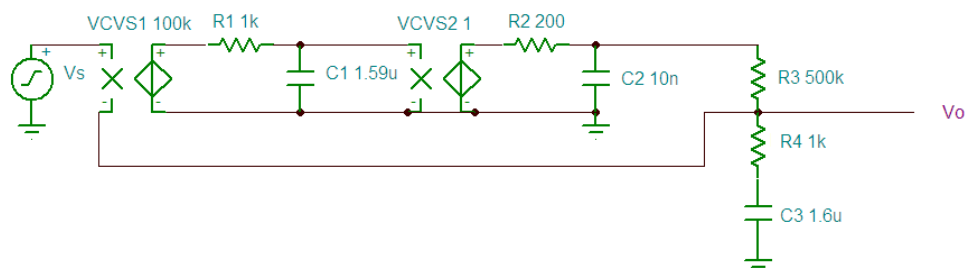 VCVS1 100k
R1 1k
VCVS2 1
R2 200
+
Vs
+
-
+
-
C1 1.59u
+
-
+
-
C2 10n
R3 500k
Vo
R4 1k
C3 1.6u